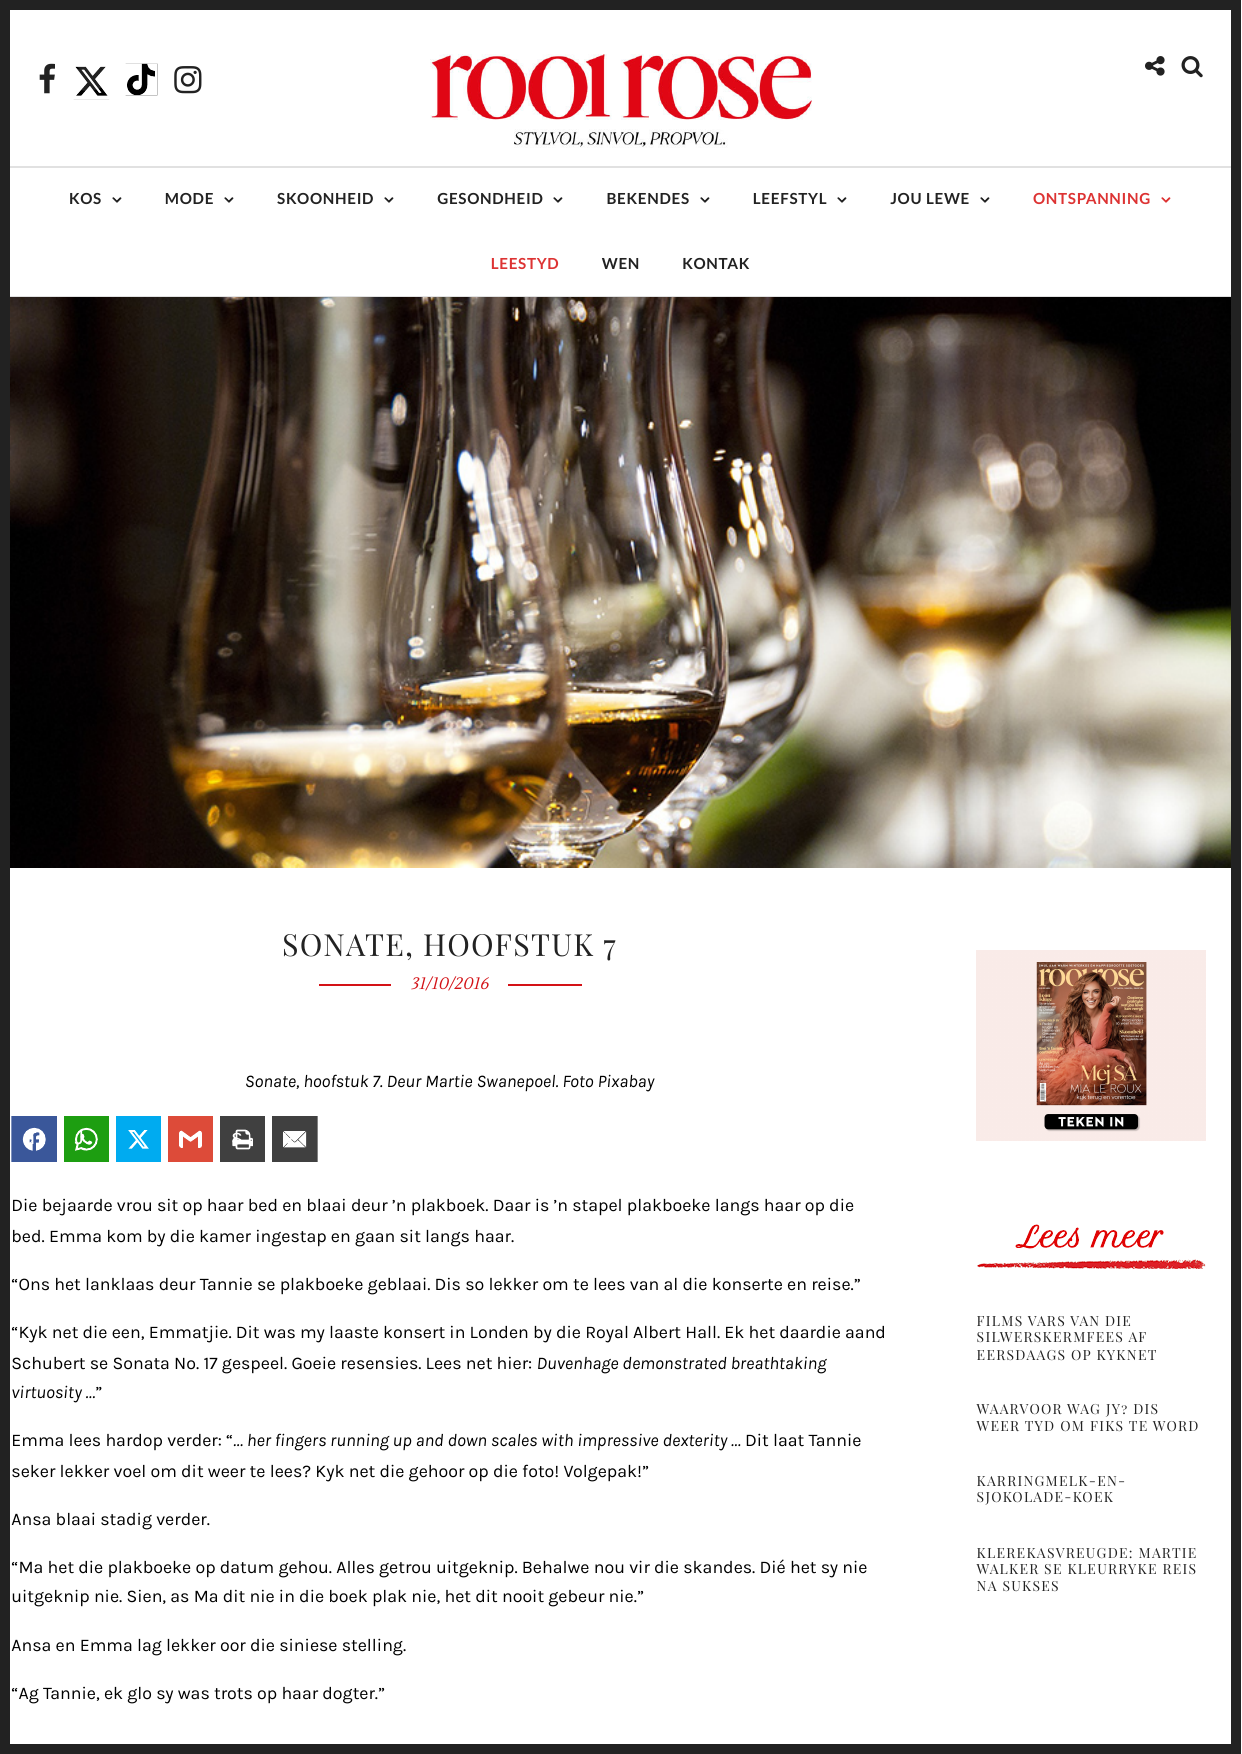 rooi rose
STYLVOL, SINVOL, PROPVOL.
KOS
MODE
SKOONHEID
GESONDHEID
BEKENDES
LEEFSTYL
JOU LEWE
ONTSPANNING
LEESTYD
WEN
KONTAK
SONATE, HOOFSTUK 7
31/10/2016
Sonate, hoofstuk 7. Deur Martie Swanepoel. Foto Pixabay
Die bejaarde vrou sit op haar bed en blaai deur ’n plakboek. Daar is ’n stapel plakboeke langs haar op die
bed. Emma kom by die kamer ingestap en gaan sit langs haar.
“Ons het lanklaas deur Tannie se plakboeke geblaai. Dis so lekker om te lees van al die konserte en reise.”
“Kyk net die een, Emmatjie. Dit was my laaste konsert in Londen by die Royal Albert Hall. Ek het daardie aand
Schubert se Sonata No. 17 gespeel. Goeie resensies. Lees net hier: Duvenhage demonstrated breathtaking
virtuosity …”
Emma lees hardop verder: “… her fingers running up and down scales with impressive dexterity … Dit laat Tannie
seker lekker voel om dit weer te lees? Kyk net die gehoor op die foto! Volgepak!”
Ansa blaai stadig verder.
“Ma het die plakboeke op datum gehou. Alles getrou uitgeknip. Behalwe nou vir die skandes. Dié het sy nie
uitgeknip nie. Sien, as Ma dit nie in die boek plak nie, het dit nooit gebeur nie.”
Ansa en Emma lag lekker oor die siniese stelling.
“Ag Tannie, ek glo sy was trots op haar dogter.”
rooi rose
Mej SA
MIA LE ROUX
kyk terug en vorentoe
TEKEN IN
Lees meer
FILMS VARS VAN DIE
SILWERSKERMFEES AF
EERSDAAGS OP KYKNET
WAARVOOR WAG JY? DIS
WEER TYD OM FIKS TE WORD
KARRINGMELK-EN-
SJOKOLADE-KOEK
KLEREKASVREUGDE: MARTIE
WALKER SE KLEURRYKE REIS
NA SUKSES